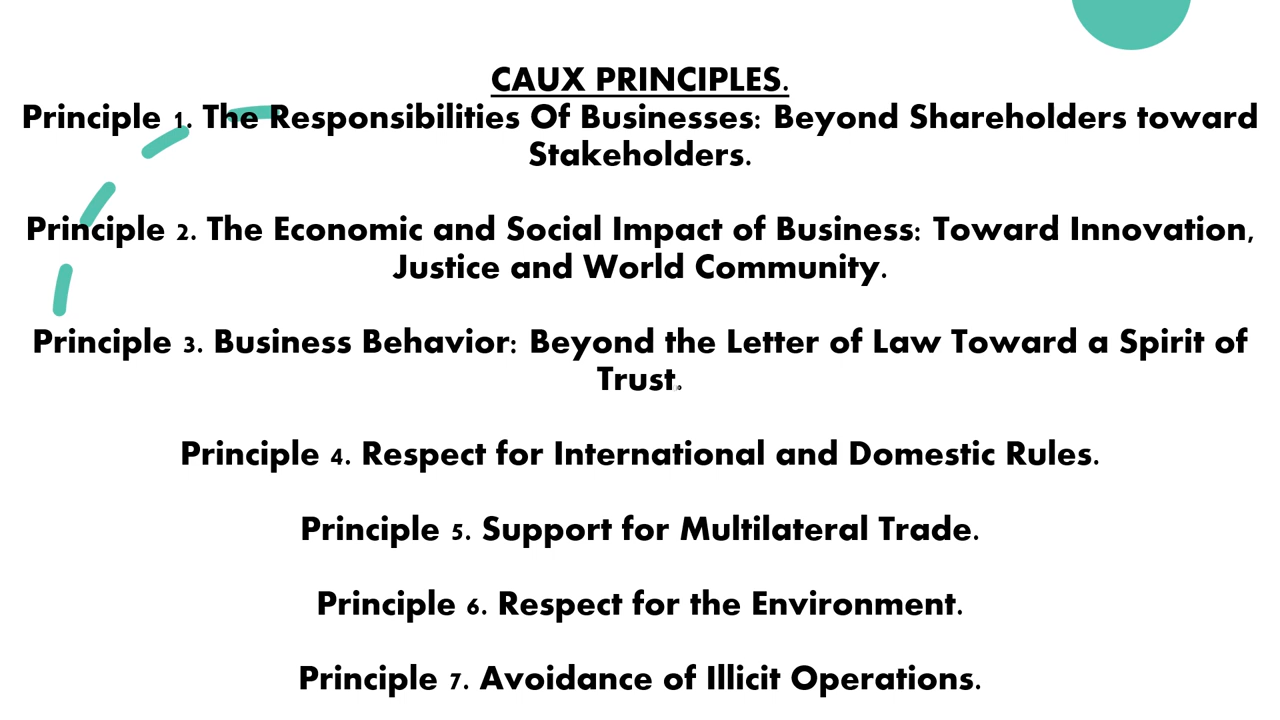 CAUX PRINCIPLES.
Principle 1. The Responsibilities Of Businesses: Beyond Shareholders toward
Stakeholders.
Principle 2. The Economic and Social Impact of Business: Toward Innovation,
Justice and World Community.
Principle 3. Business Behavior: Beyond the Letter of Law Toward a Spirit of
Trust.
Principle 4. Respect for International and Domestic Rules.
Principle 5. Support for Multilateral Trade.
Principle 6. Respect for the Environment.
Principle 7. Avoidance of Illicit Operations.